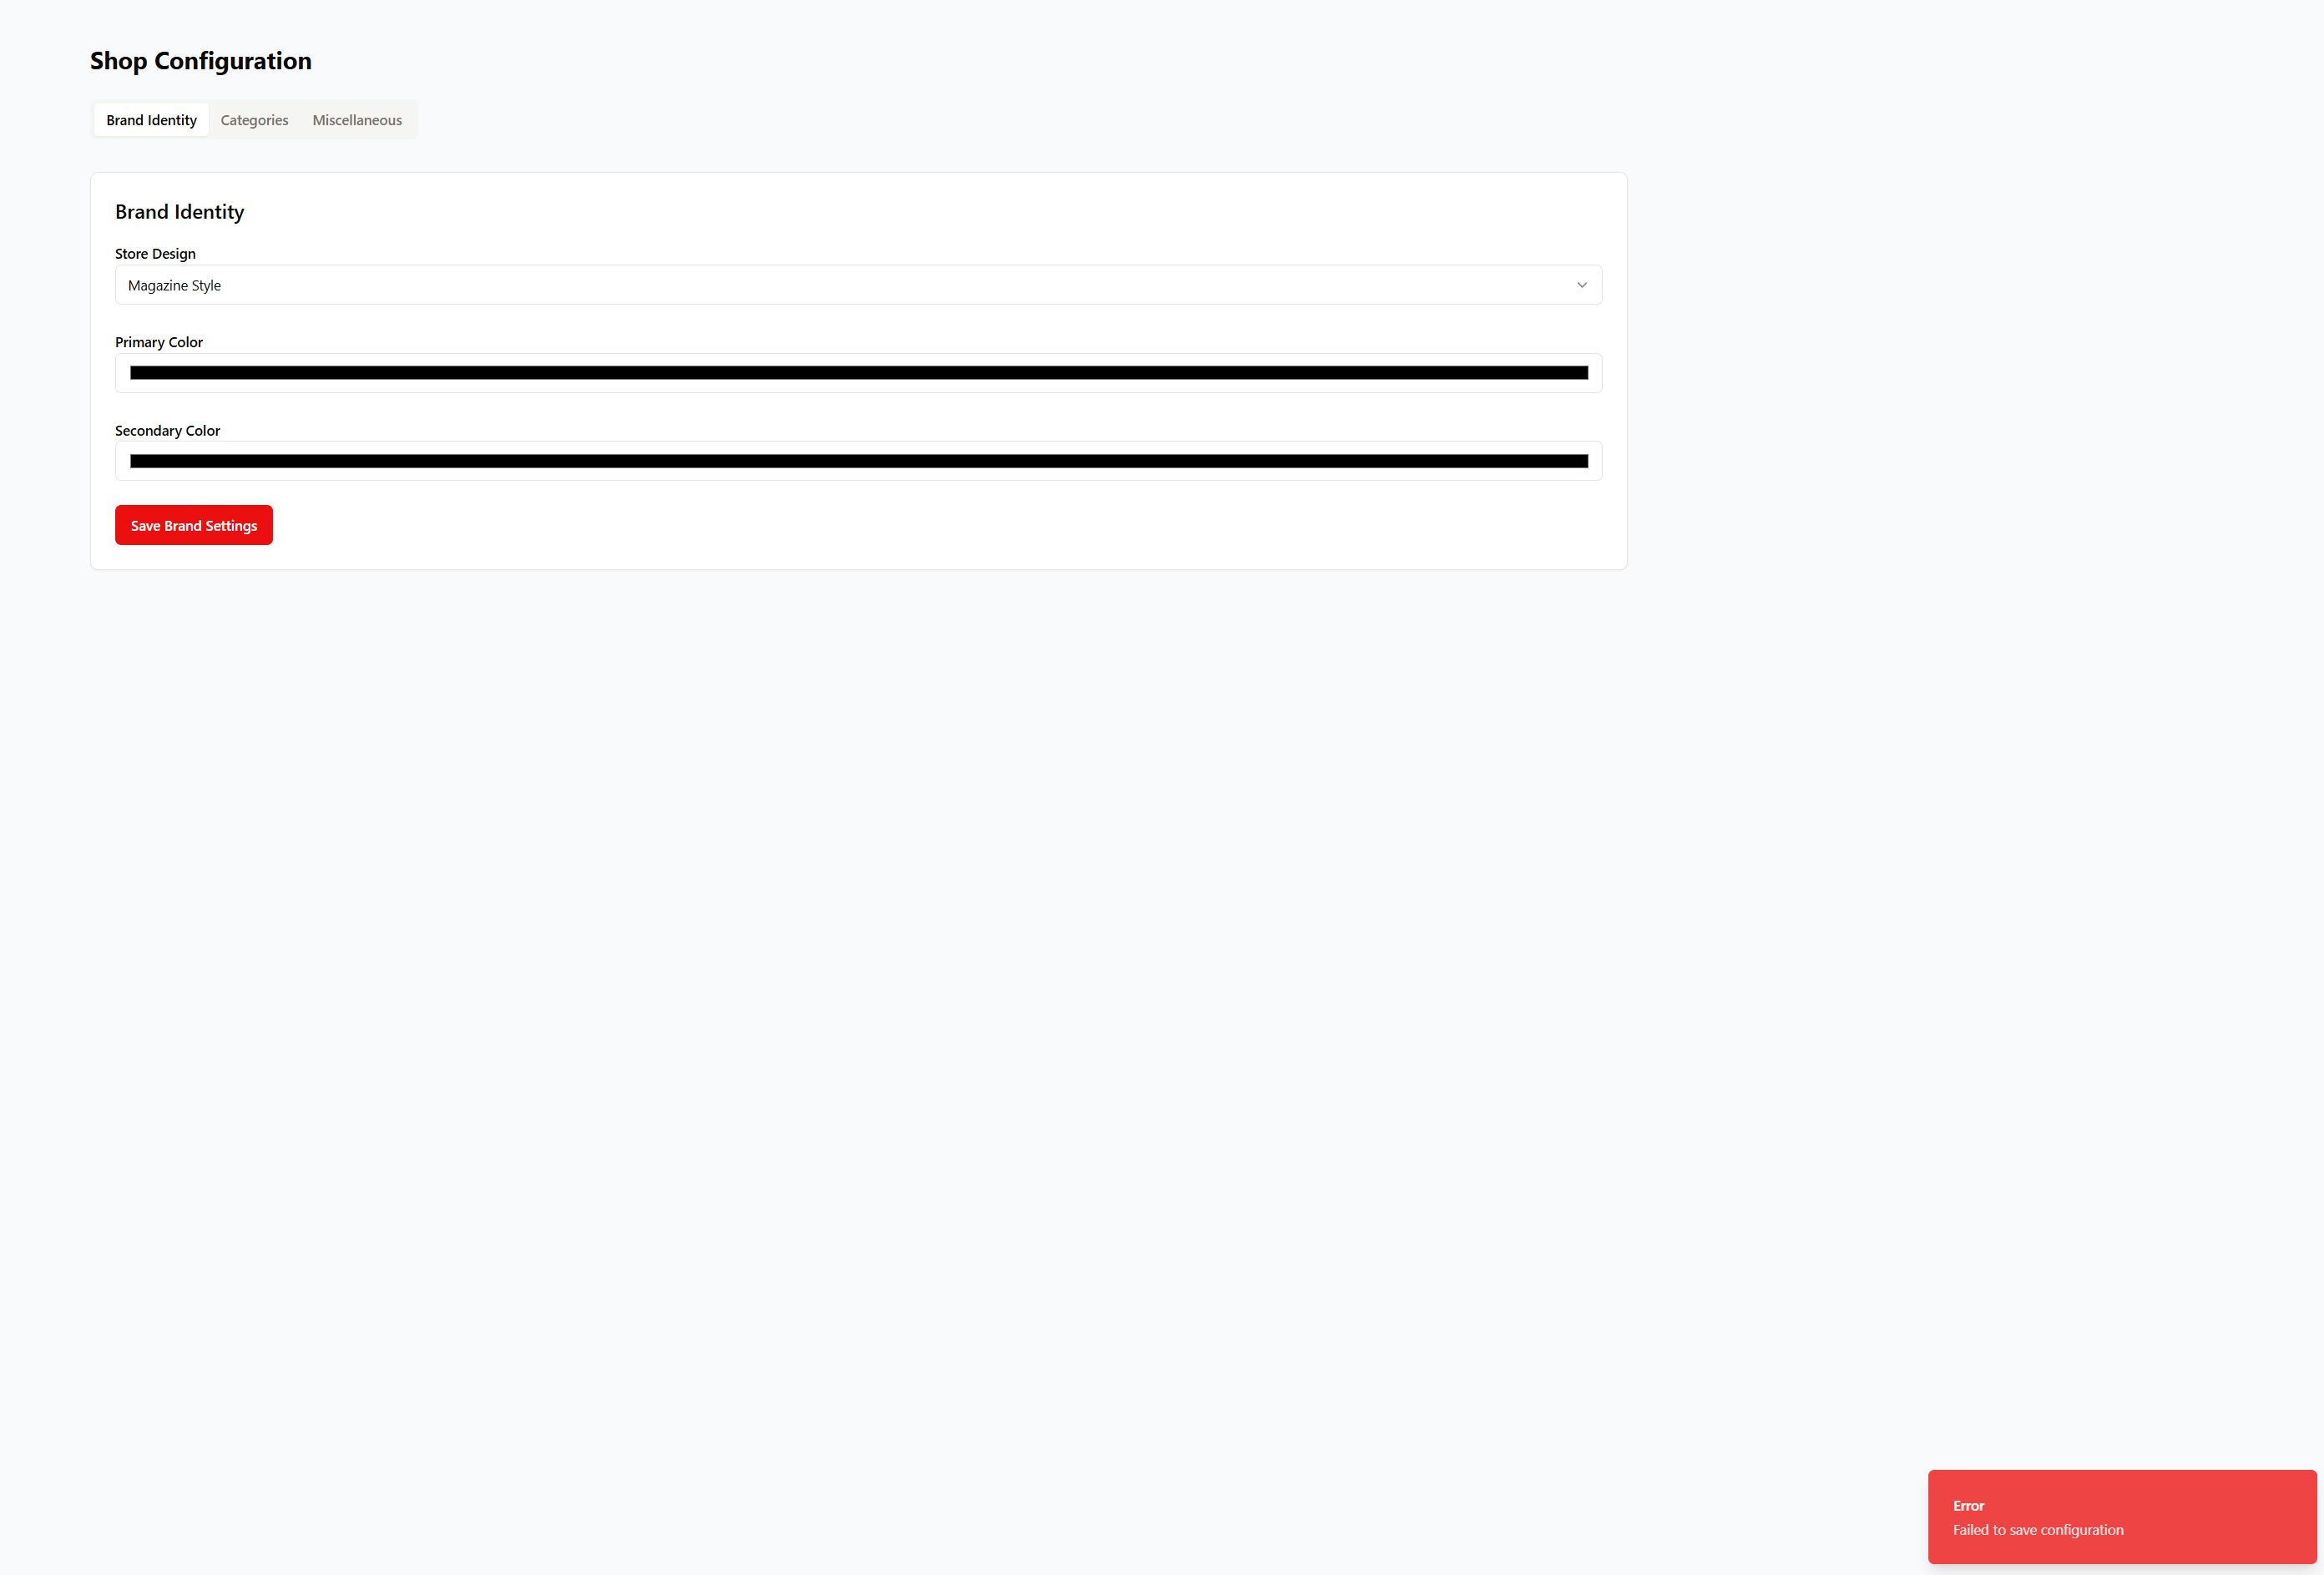 Shop Configuration
Brand Identity
Categories
Miscellaneous
Brand Identity
Store Design
Magazine Style
Primary Color
Secondary Color
Save Brand Settings
Error
Failed to save configuration